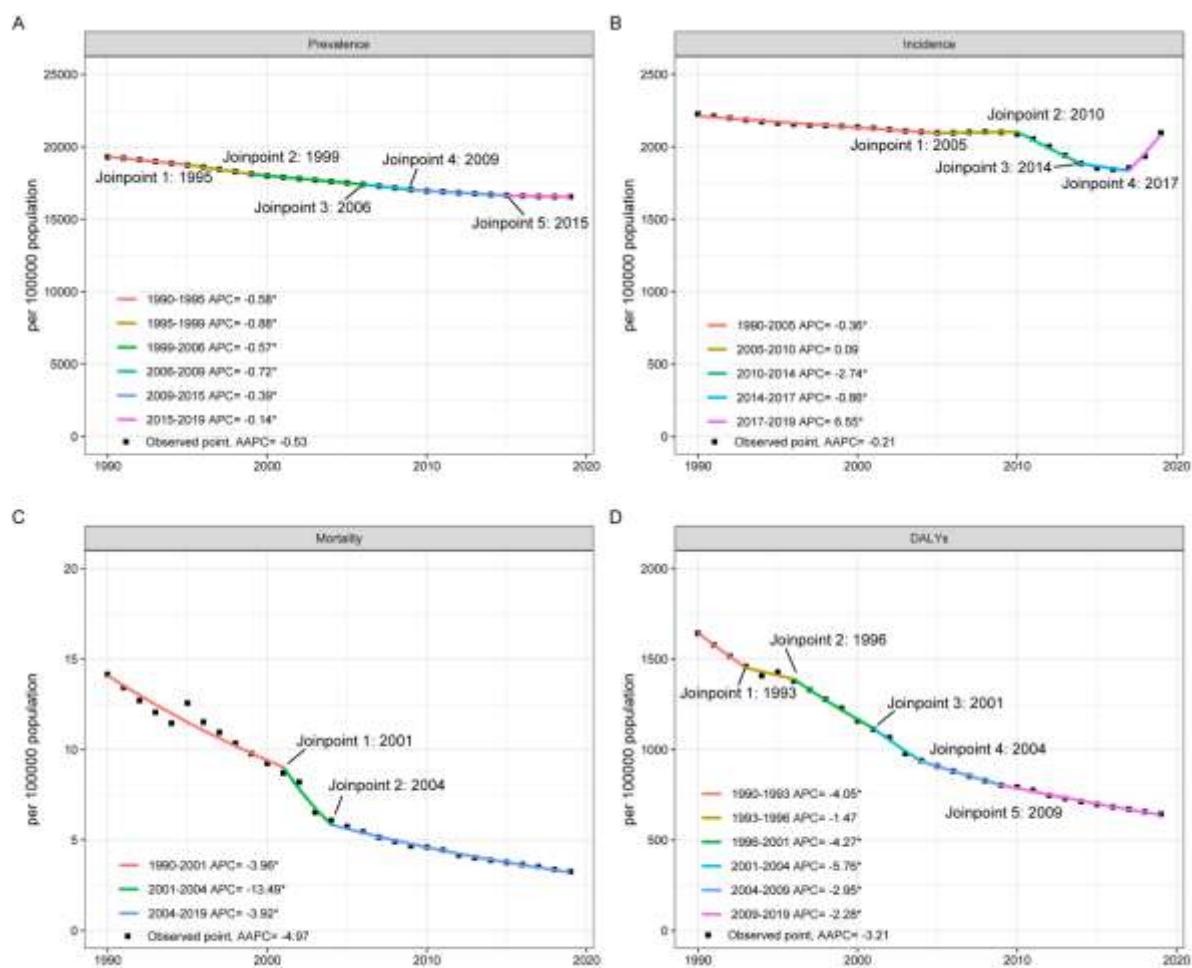 A
Prevalence
per 100000 population
25000
20000
15000
10000
5000
0
Joinpoint 1: 1995
Joinpoint 2: 1999
Joinpoint 3: 2006
Joinpoint 4: 2009
Joinpoint 5: 2015
1990-1995 APC= -0.58*
1995-1999 APC= -0.88*
1999-2006 APC= -0.57*
2006-2009 APC= -0.72*
2009-2015 APC= -0.39*
2015-2019 APC= -0.14*
Observed point, AAPC= -0.53
1990
2000
2010
2020
B
Incidence
per 100000 population
2500
2000
1500
1000
500
0
Joinpoint 2: 2010
Joinpoint 1: 2005
Joinpoint 3: 2014
Joinpoint 4: 2017
1990-2005 APC= -0.36*
2005-2010 APC= 0.09
2010-2014 APC= -2.74*
2014-2017 APC= -0.86*
2017-2019 APC= 6.55*
Observed point, AAPC= -0.21
1990
2000
2010
2020
C
Mortality
per 100000 population
20
15
10
5
0
Joinpoint 1: 2001
Joinpoint 2: 2004
1990-2001 APC= -3.96*
2001-2004 APC= -13.49*
2004-2019 APC= -3.92*
Observed point, AAPC= -4.97
1990
2000
2010
2020
D
DALYs
per 100000 population
2000
1500
1000
500
0
Joinpoint 2: 1996
Joinpoint 1: 1993
Joinpoint 3: 2001
Joinpoint 4: 2004
Joinpoint 5: 2009
1990-1993 APC= -4.05*
1993-1996 APC= -1.47
1996-2001 APC= -4.27*
2001-2004 APC= -5.76*
2004-2009 APC= -2.95*
2009-2019 APC= -2.28*
Observed point, AAPC= -3.21
1990
2000
2010
2020